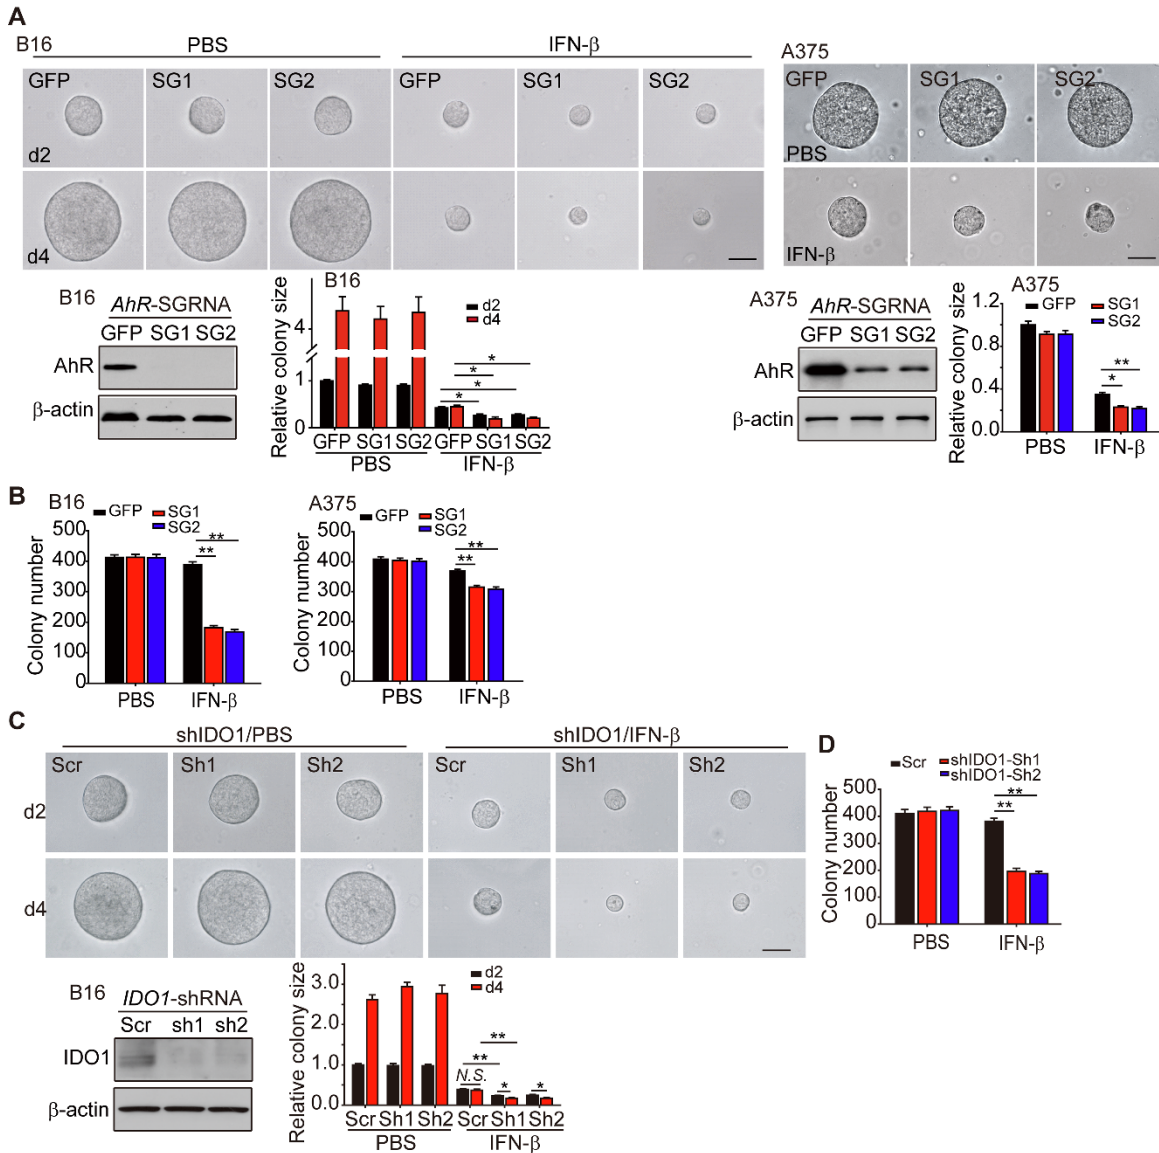 A
B16
PBS
IFN-β
GFP
SG1
SG2
GFP
SG1
SG2
d2
d4
A375
GFP
SG1
SG2
PBS
IFN-β
B16
AhR-SGRNA
GFP SG1 SG2
AhR
β-actin
B16
Relative colony size
d2
d4
4
1
0
*
*
*
*
GFP SG1 SG2 GFP SG1 SG2
PBS
IFN-β
A375
AhR-SGRNA
GFP SG1 SG2
AhR
β-actin
A375
Relative colony size
GFP
SG1
SG2
1.2
0.8
0.4
0.0
**
*
PBS
IFN-β
B
B16
GFP
SG1
SG2
Colony number
500
400
300
200
100
0
**
**
PBS
IFN-β
A375
GFP
SG1
SG2
Colony number
500
400
300
200
100
0
**
**
PBS
IFN-β
C
shIDO1/PBS
shIDO1/IFN-β
Scr
Sh1
Sh2
Scr
Sh1
Sh2
d2
d4
B16
IDO1-shRNA
Scr sh1 sh2
IDO1
β-actin
Relative colony size
d2
d4
3.0
2.0
1.0
0.0
**
**
N.S.
*
*
Scr Sh1 Sh2 Scr Sh1 Sh2
PBS
IFN-β
D
Scr
shIDO1-Sh1
shIDO1-Sh2
Colony number
500
400
300
200
100
0
**
**
PBS
IFN-β